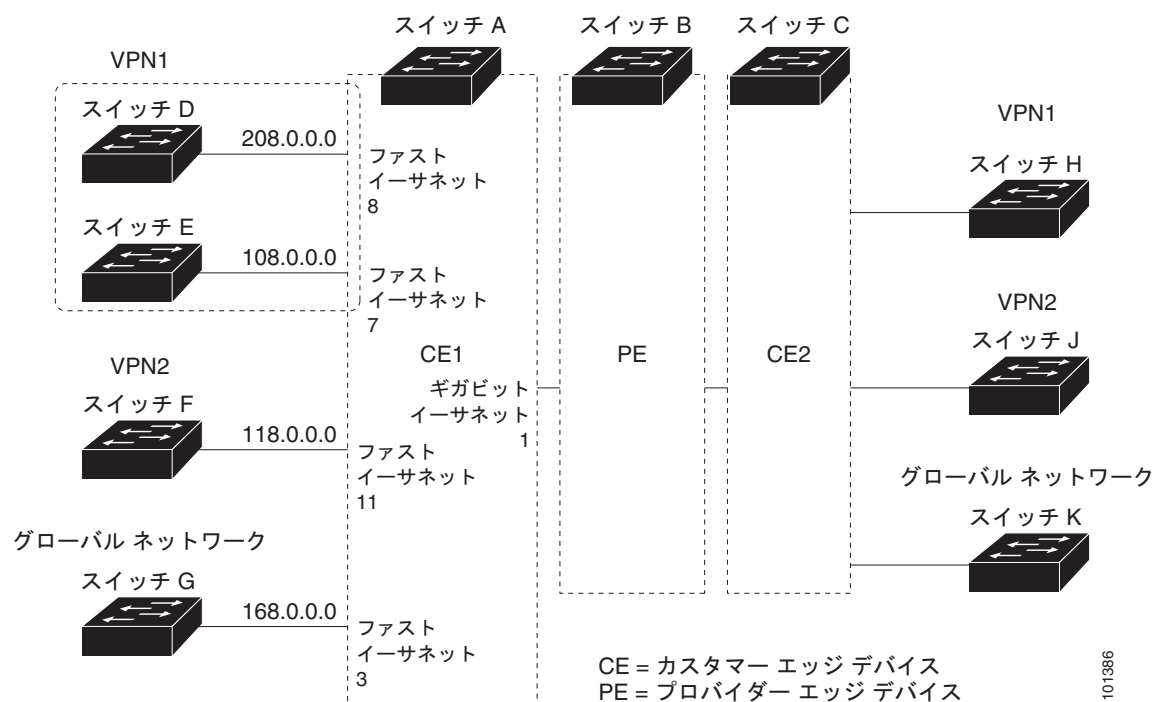 スイッチ A
スイッチ B
スイッチ C
VPN1
スイッチ D
208.0.0.0
ファスト
イーサネット
8
スイッチ E
108.0.0.0
ファスト
イーサネット
7
VPN2
スイッチ F
118.0.0.0
ファスト
イーサネット
11
グローバル ネットワーク
スイッチ G
168.0.0.0
ファスト
イーサネット
3
CE1
ギガビット
イーサネット
1
PE
CE2
VPN1
スイッチ H
VPN2
スイッチ J
グローバル ネットワーク
スイッチ K
CE = カスタマー エッジ デバイス
PE = プロバイダー エッジ デバイス
101386